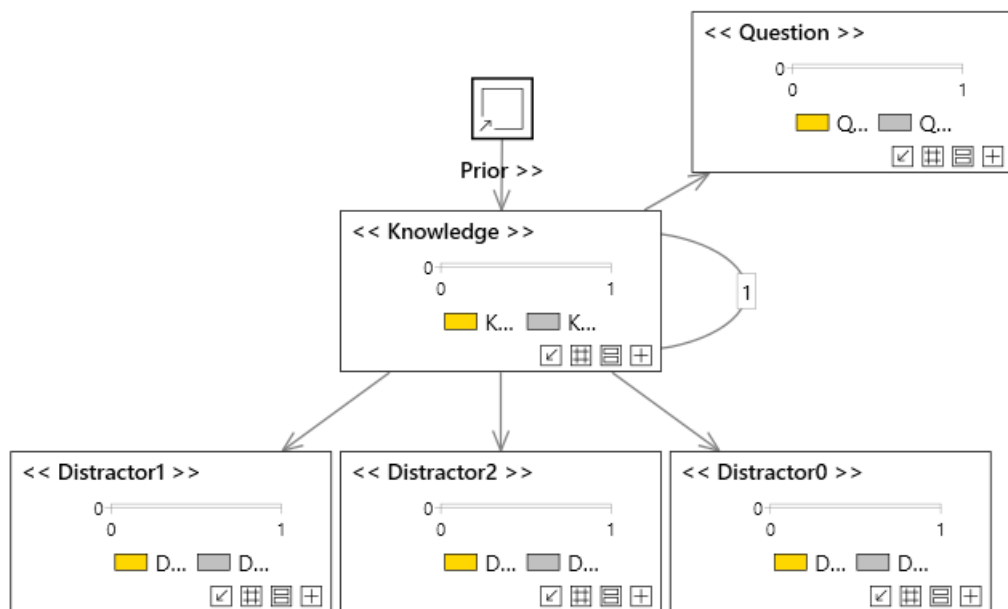 << Question >>
0
0 1
Q... Q...
Prior >>
<< Knowledge >>
0
0 1
1
K... K...
<< Distractor1 >>
0
0 1
D... D...
<< Distractor2 >>
0
0 1
D... D...
<< Distractor0 >>
0
0 1
D... D...